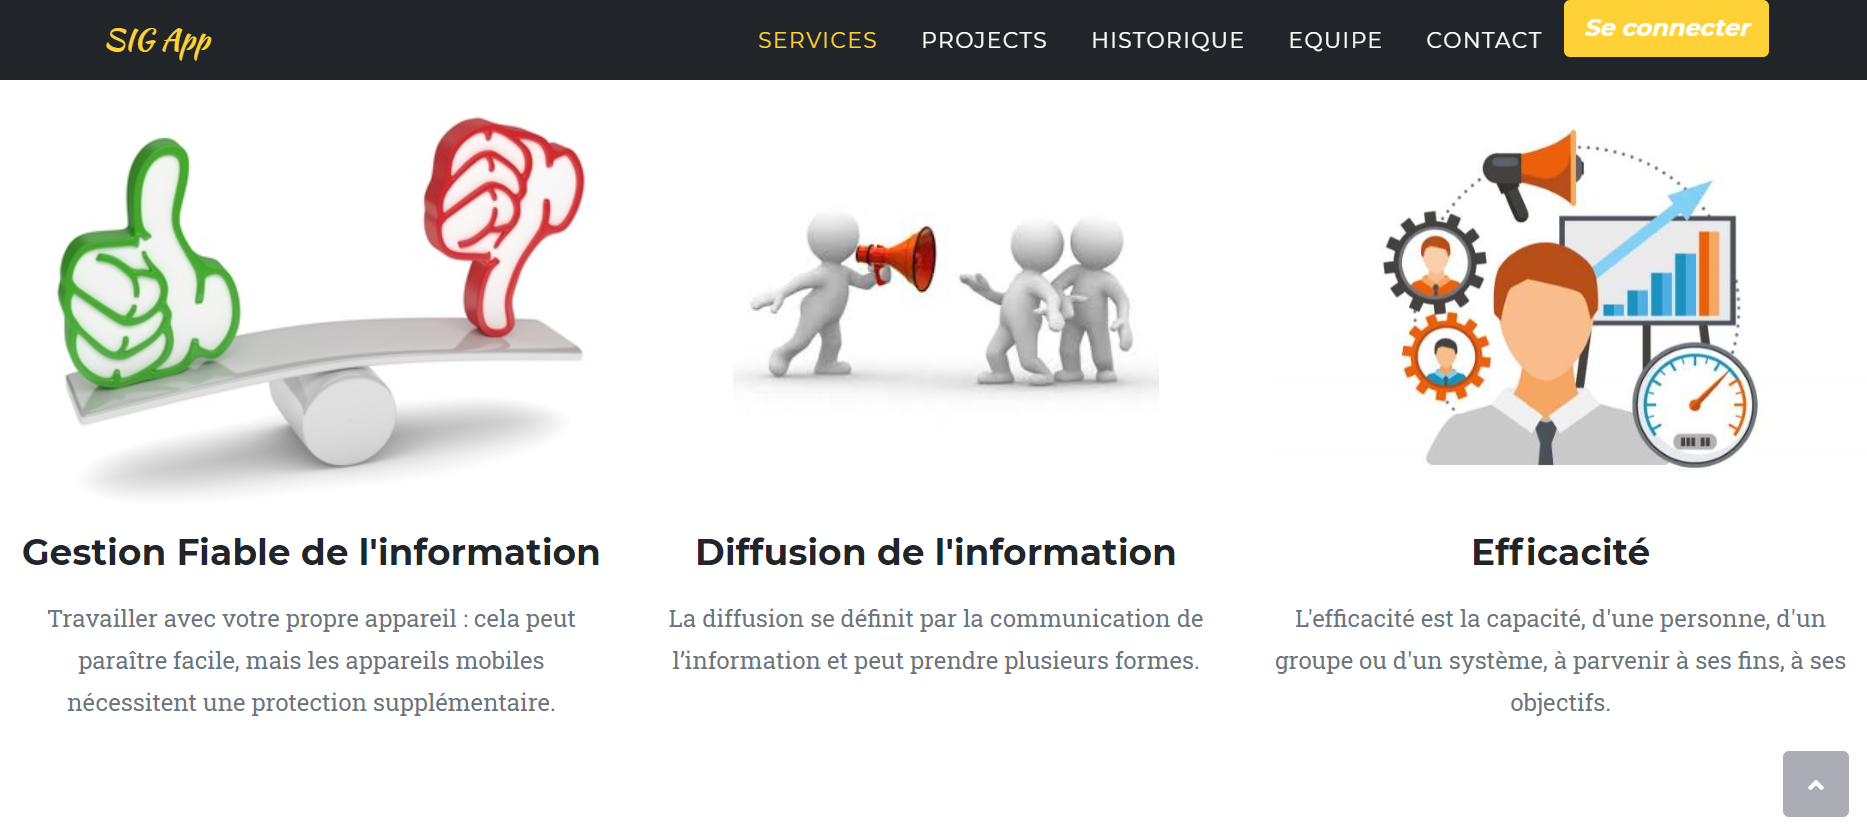 SIG App
SERVICES PROJECTS HISTORIQUE EQUIPE CONTACT Se connecter
Gestion Fiable de l'information
Travailler avec votre propre appareil : cela peut
paraître facile, mais les appareils mobiles
nécessitent une protection supplémentaire.
Diffusion de l'information
La diffusion se définit par la communication de
l’information et peut prendre plusieurs formes.
Efficacité
L'efficacité est la capacité, d'une personne, d'un
groupe ou d'un système, à parvenir à ses fins, à ses
objectifs.